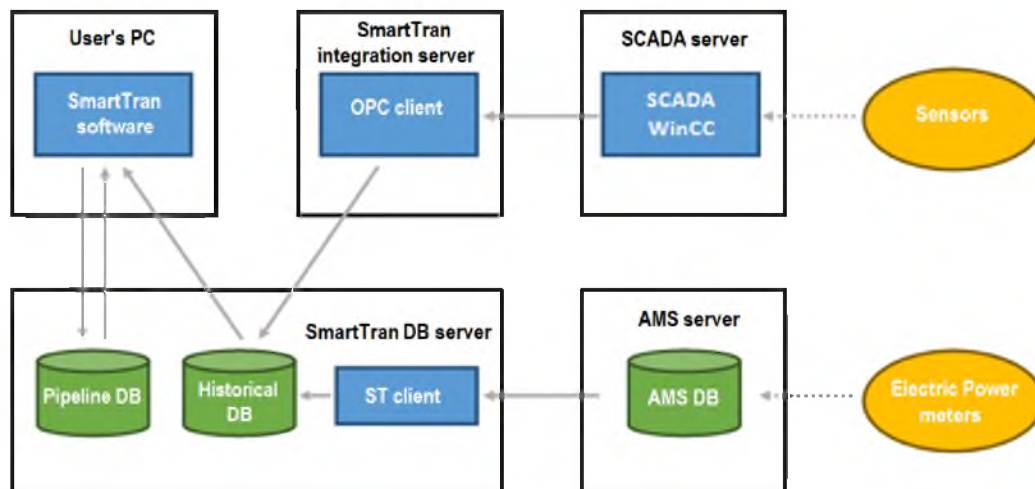 User's PC
SmartTran
software
SmartTran
integration server
OPC client
SCADA server
SCADA
WinCC
Sensors
SmartTran DB server
Pipeline DB
Historical
DB
ST client
AMS server
AMS DB
Electric Power
meters